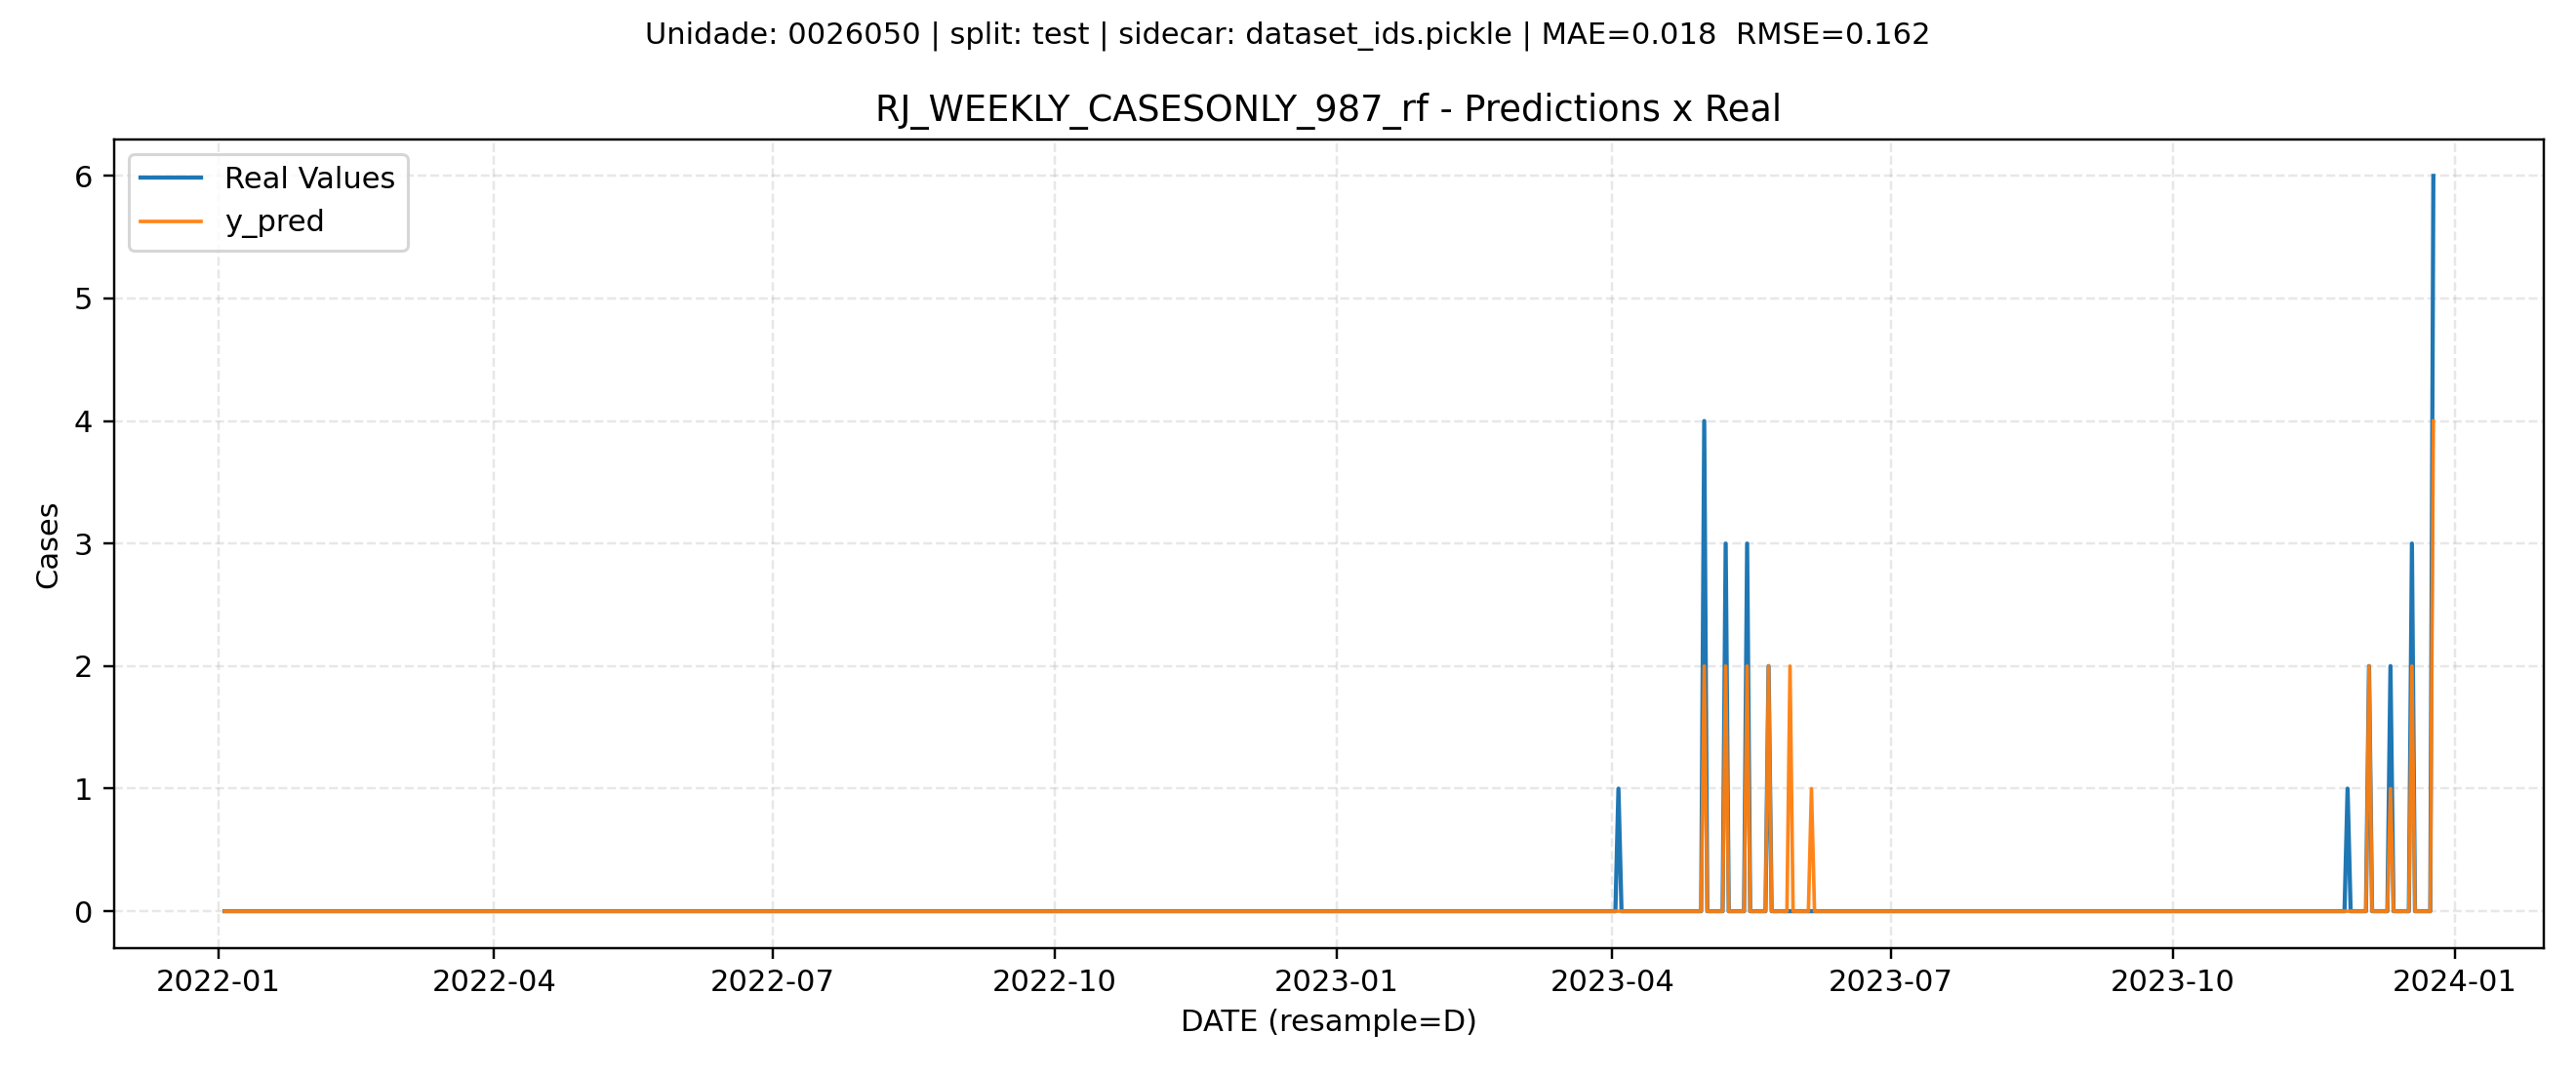 Unidade: 0026050 | split: test | sidecar: dataset_ids.pickle | MAE=0.018  RMSE=0.162
RJ_WEEKLY_CASESONLY_987_rf - Predictions x Real
Real Values
y_pred
Cases
6
5
4
3
2
1
0
2022-01
2022-04
2022-07
2022-10
2023-01
2023-04
2023-07
2023-10
2024-01
DATE (resample=D)